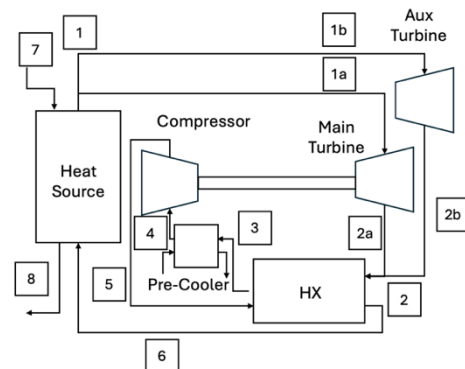 Aux
Turbine
1
1b
7
1a
Compressor
Main
Turbine
Heat
Source
2b
4
3
2a
8
5
Pre-Cooler
HX
2
6